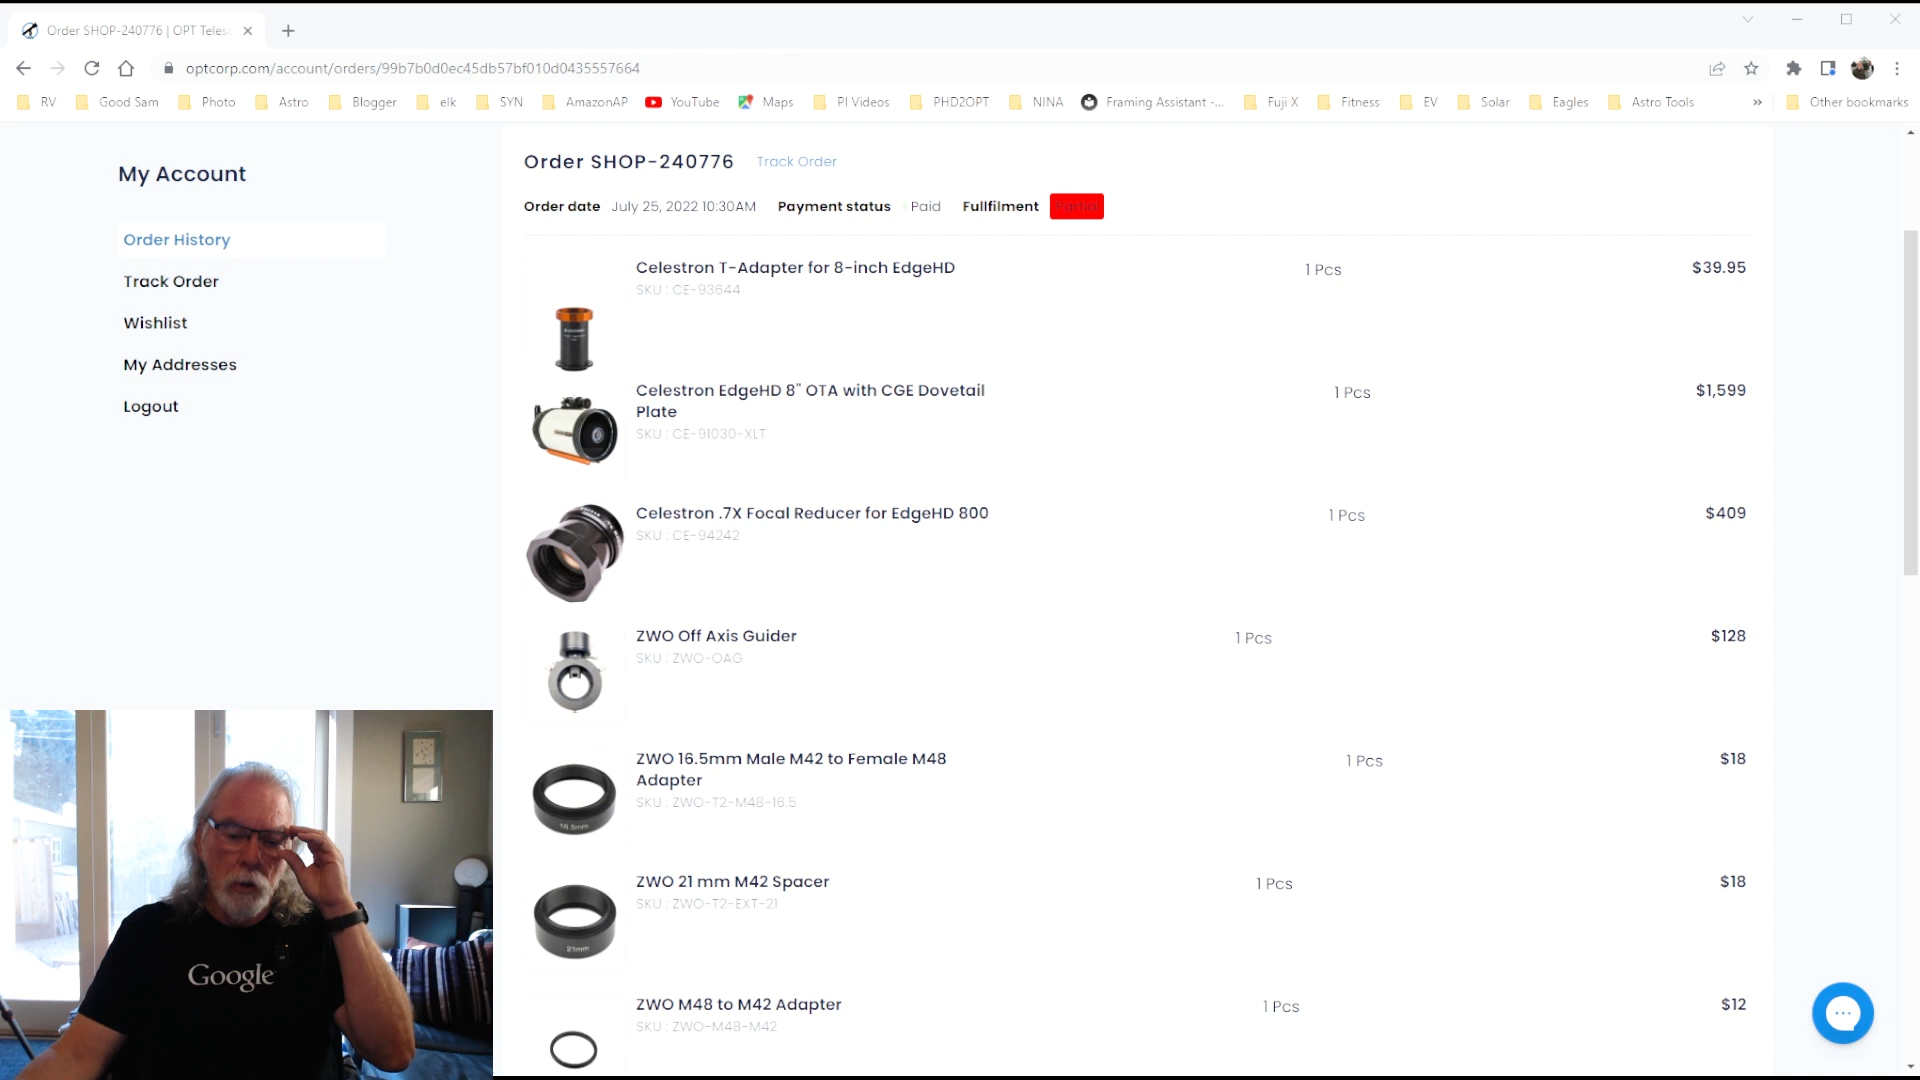 Order SHOP-240776 | OPT Teles
optcorp.com/account/orders/99b7b0d0ec45db57bf010d0435557664
RV Good Sam Photo Astro Blogger elk SYN AmazonAP YouTube Maps PI Videos PHD2OPT NINA Framing Assistant -... Fuji X Fitness EV Solar Eagles Astro Tools » Other bookmarks
My Account
Order History
Track Order
Wishlist
My Addresses
Logout
Order SHOP-240776 Track Order
Order date July 25, 2022 10:30AM Payment status Paid Fullfilment Partial
Celestron T-Adapter for 8-inch EdgeHD 1 Pcs $39.95
SKU : CE-93644
Celestron EdgeHD 8" OTA with CGE Dovetail 1 Pcs $1,599
Plate
SKU : CE-91030-XLT
Celestron .7X Focal Reducer for EdgeHD 800 1 Pcs $409
SKU : CE-94242
ZWO Off Axis Guider 1 Pcs $128
SKU : ZWO-OAG
ZWO 16.5mm Male M42 to Female M48 1 Pcs $18
Adapter
SKU : ZWO-T2-M48-16.5
16.5mm
ZWO 21 mm M42 Spacer 1 Pcs $18
SKU : ZWO-T2-EXT-21
21mm
ZWO M48 to M42 Adapter 1 Pcs $12
SKU : ZWO-M48-M42
Google